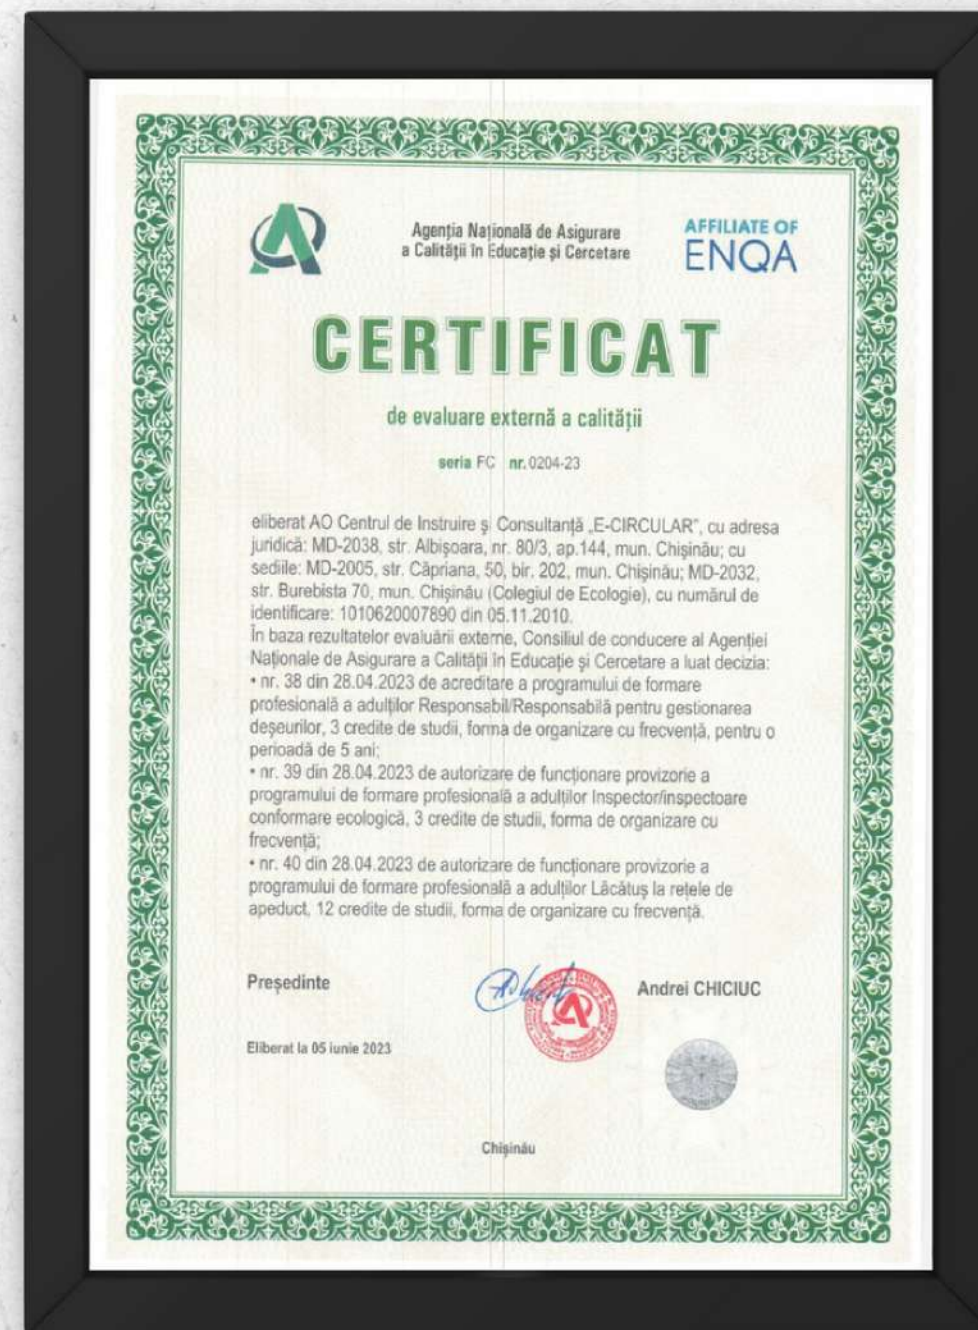 Agenția Națională de Asigurare
a Calității în Educație și Cercetare
AFFILIATE OF
ENQA
CERTIFICAT
de evaluare externă a calității
seria FC nr. 0204-23
eliberat AO Centrul de Instruire și Consultanță „E-CIRCULAR”, cu adresa
juridică: MD-2038, str. Albișoara, nr. 80/3, ap.144, mun. Chișinău; cu
sediile: MD-2005, str. Căpriana, 50, bir. 202, mun. Chișinău; MD-2032,
str. Burebista 70, mun. Chișinău (Colegiul de Ecologie), cu numărul de
identificare: 1010620007890 din 05.11.2010.
În baza rezultatelor evaluării externe, Consiliul de conducere al Agenției
Naționale de Asigurare a Calității în Educație și Cercetare a luat decizia:
• nr. 38 din 28.04.2023 de acreditare a programului de formare
profesională a adulților Responsabil/Responsabilă pentru gestionarea
deșeurilor, 3 credite de studii, forma de organizare cu frecvență, pentru o
perioadă de 5 ani;
• nr. 39 din 28.04.2023 de autorizare de funcționare provizorie a
programului de formare profesională a adulților Inspector/inspectoare
conformare ecologică, 3 credite de studii, forma de organizare cu
frecvență;
• nr. 40 din 28.04.2023 de autorizare de funcționare provizorie a
programului de formare profesională a adulților Lăcătuș la rețele de
apeduct, 12 credite de studii, forma de organizare cu frecvență.
Președinte
Andrei CHICIUC
Eliberat la 05 iunie 2023
Chișinău